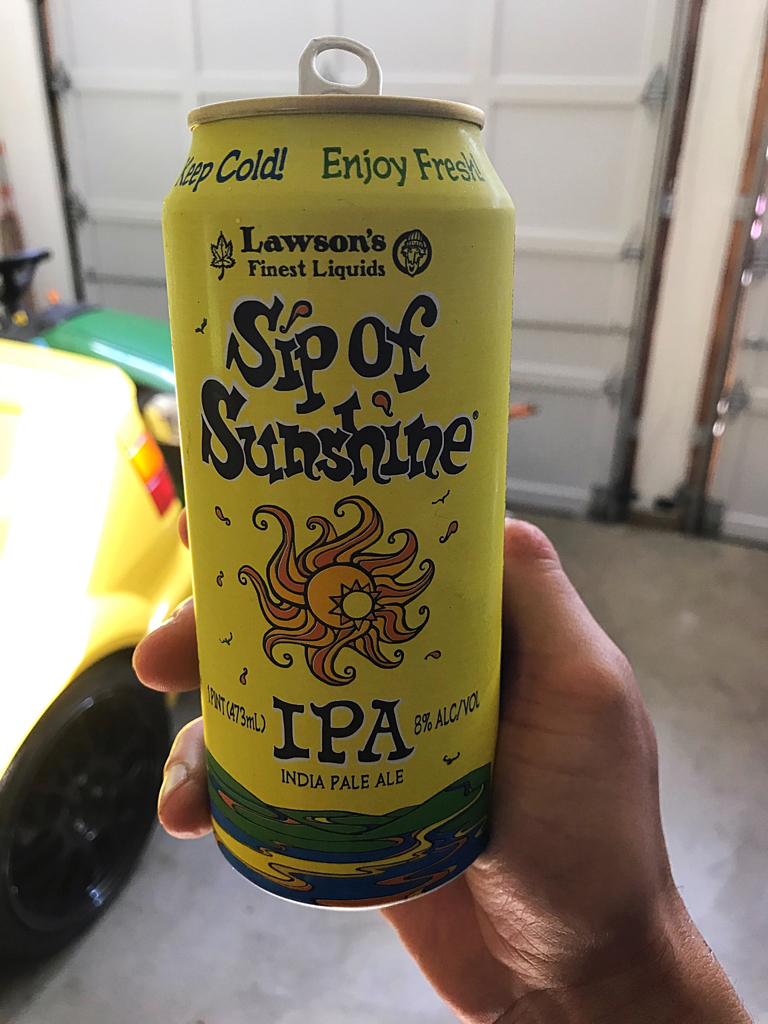 Keep Cold! Enjoy Fresh!
Lawson's
Finest Liquids
Sip of
Sunshine®
1 PINT (473mL) IPA 8% ALC/VOL
INDIA PALE ALE